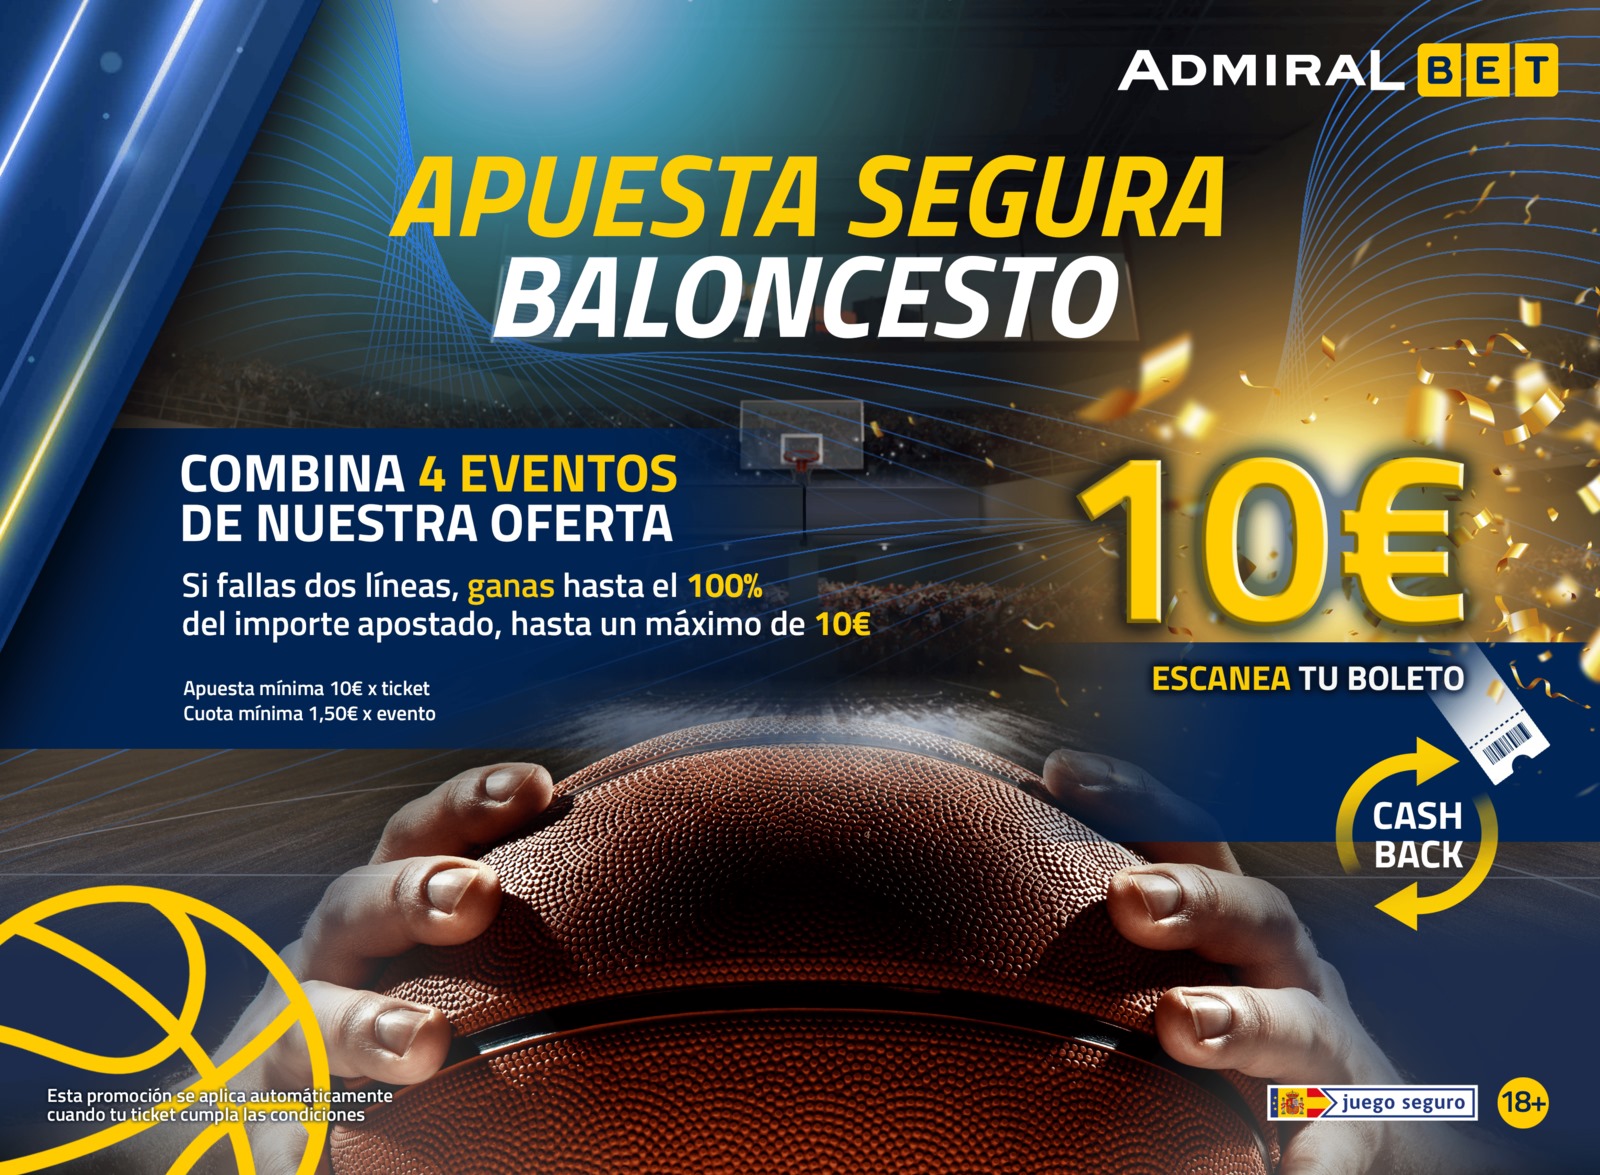 ADMIRAL BET
APUESTA SEGURA
BALONCESTO
COMBINA 4 EVENTOS
DE NUESTRA OFERTA
Si fallas dos líneas, ganas hasta el 100%
del importe apostado, hasta un máximo de 10€
Apuesta mínima 10€ x ticket
Cuota mínima 1,50€ x evento
10€
ESCANEA TU BOLETO
CASH
BACK
Esta promoción se aplica automáticamente
cuando tu ticket cumpla las condiciones
juego seguro
18+